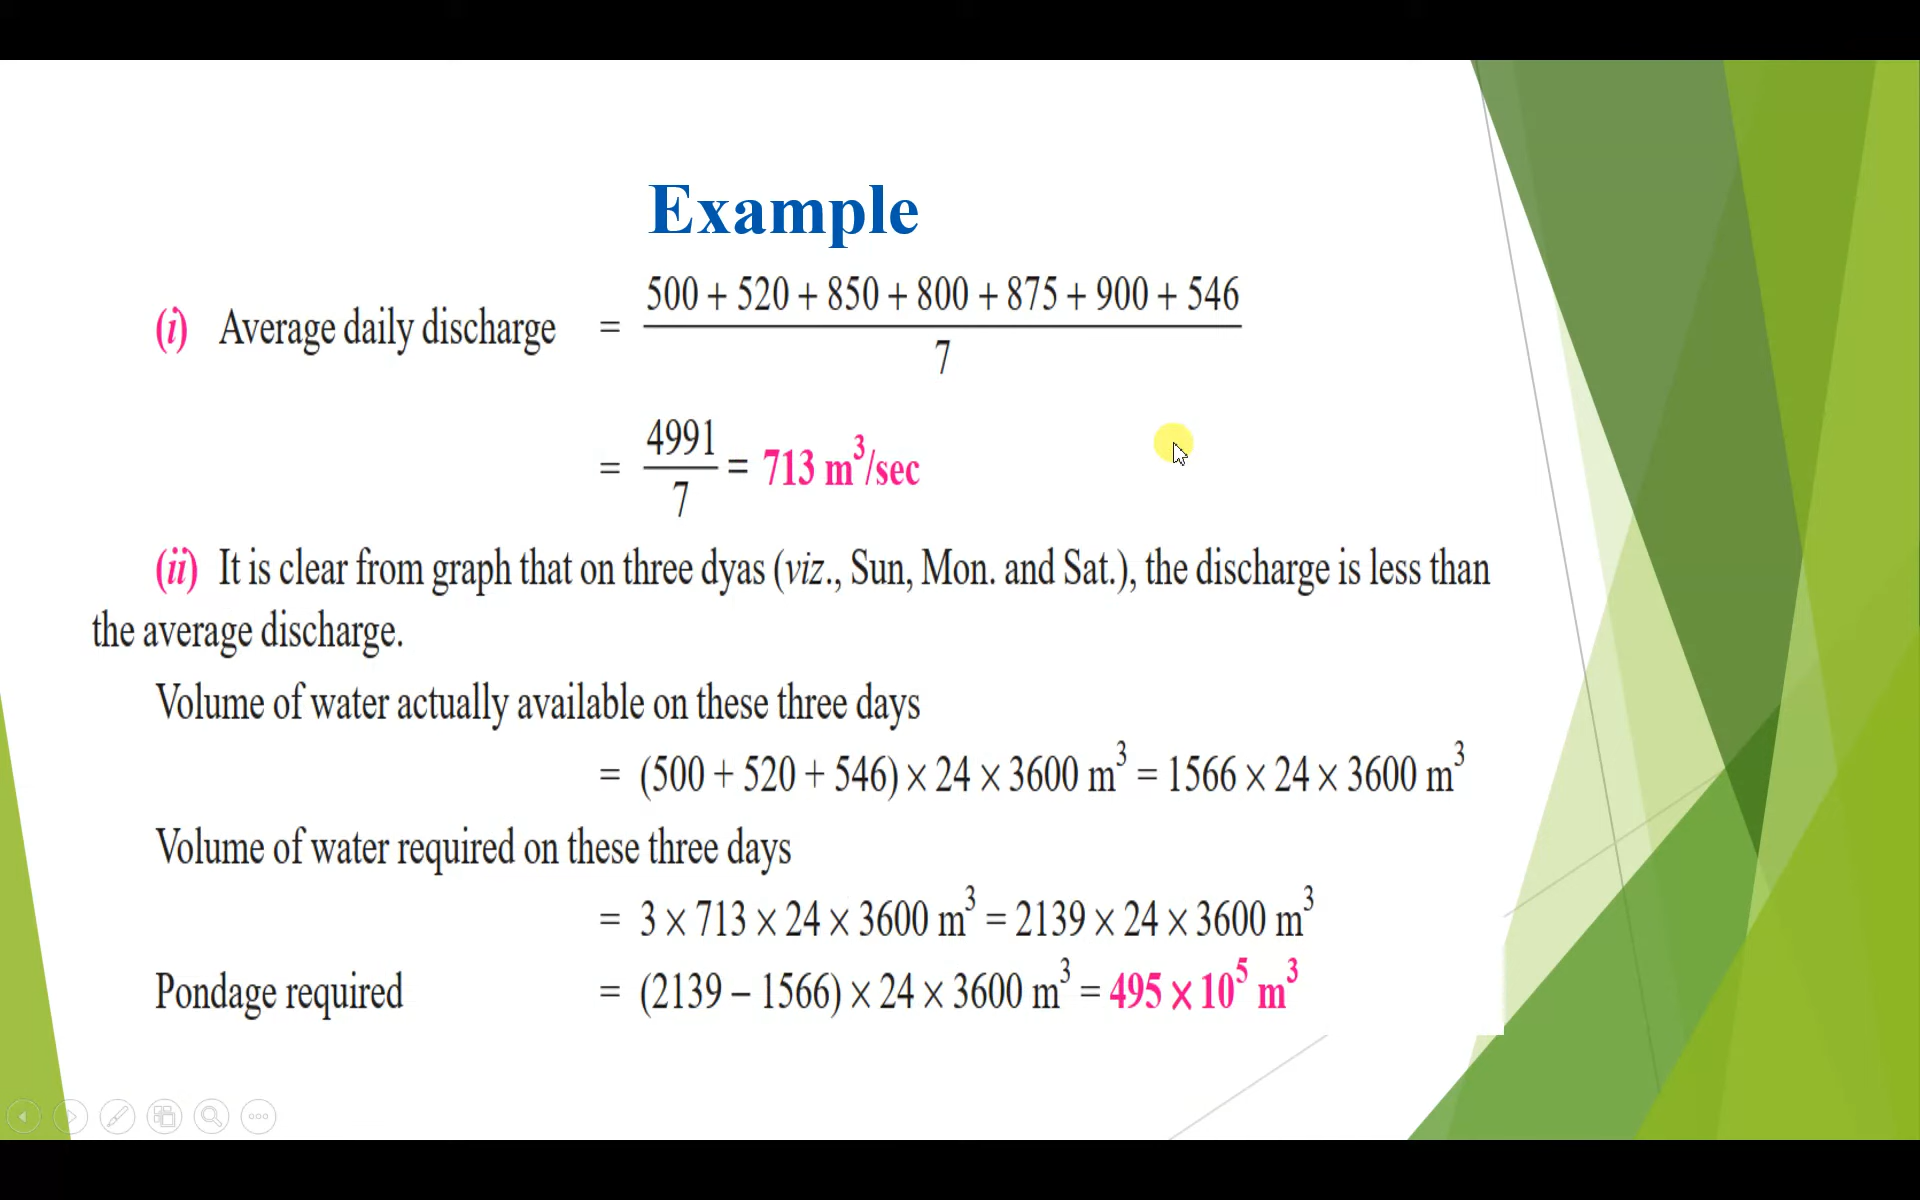 Example
(i) Average daily discharge = 500 + 520 + 850 + 800 + 875 + 900 + 546 / 7
= 4991 / 7 = 713 m³/sec
(ii) It is clear from graph that on three dyas (viz., Sun, Mon. and Sat.), the discharge is less than
the average discharge.
Volume of water actually available on these three days
= (500 + 520 + 546) × 24 × 3600 m³ = 1566 × 24 × 3600 m³
Volume of water required on these three days
= 3 × 713 × 24 × 3600 m³ = 2139 × 24 × 3600 m³
Pondage required = (2139 – 1566) × 24 × 3600 m³ = 495 × 10⁵ m³